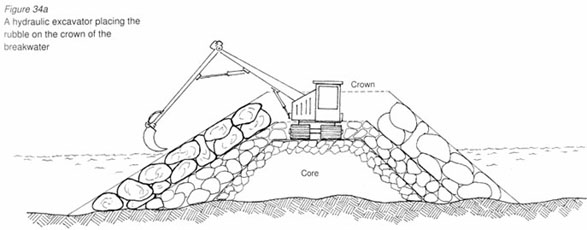 Figure 34a
A hydraulic excavator placing the
rubble on the crown of the
breakwater
Crown
Core